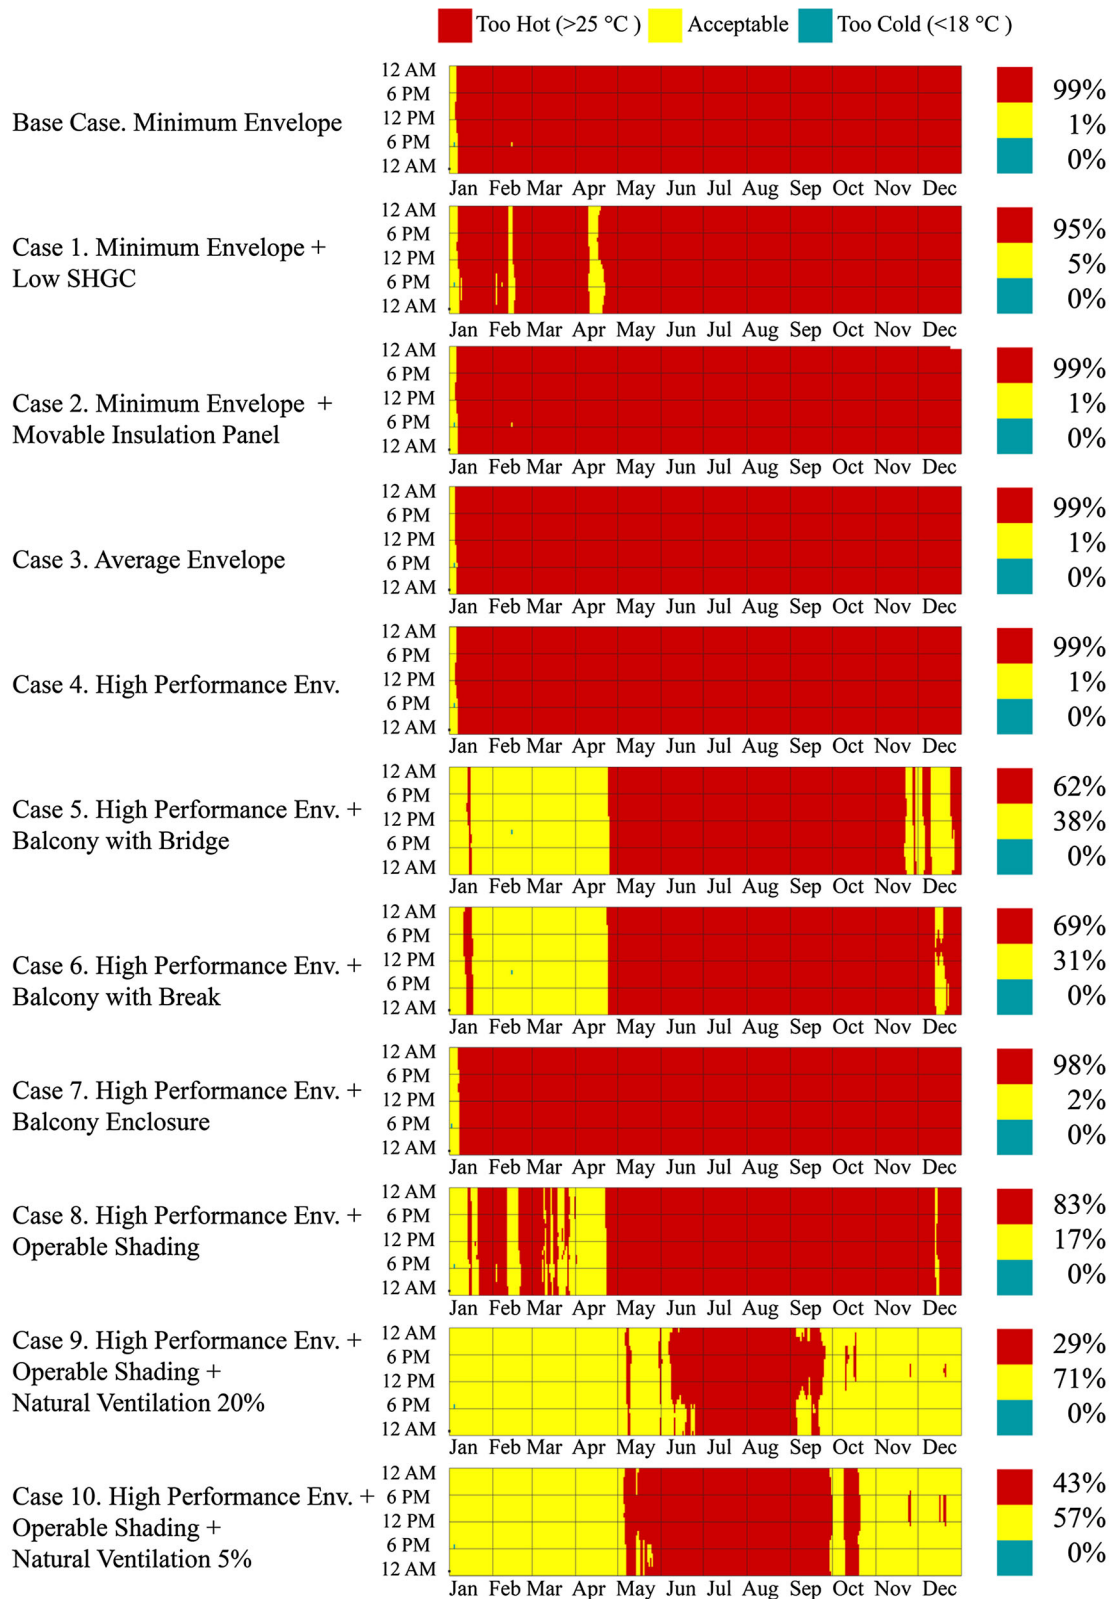 Too Hot (>25 °C ) Acceptable Too Cold (<18 °C )
Base Case. Minimum Envelope
12 AM
6 PM
12 PM
6 PM
12 AM
Jan Feb Mar Apr May Jun Jul Aug Sep Oct Nov Dec
99%
1%
0%
Case 1. Minimum Envelope +
Low SHGC
12 AM
6 PM
12 PM
6 PM
12 AM
Jan Feb Mar Apr May Jun Jul Aug Sep Oct Nov Dec
95%
5%
0%
Case 2. Minimum Envelope +
Movable Insulation Panel
12 AM
6 PM
12 PM
6 PM
12 AM
Jan Feb Mar Apr May Jun Jul Aug Sep Oct Nov Dec
99%
1%
0%
Case 3. Average Envelope
12 AM
6 PM
12 PM
6 PM
12 AM
Jan Feb Mar Apr May Jun Jul Aug Sep Oct Nov Dec
99%
1%
0%
Case 4. High Performance Env.
12 AM
6 PM
12 PM
6 PM
12 AM
Jan Feb Mar Apr May Jun Jul Aug Sep Oct Nov Dec
99%
1%
0%
Case 5. High Performance Env. +
Balcony with Bridge
12 AM
6 PM
12 PM
6 PM
12 AM
Jan Feb Mar Apr May Jun Jul Aug Sep Oct Nov Dec
62%
38%
0%
Case 6. High Performance Env. +
Balcony with Break
12 AM
6 PM
12 PM
6 PM
12 AM
Jan Feb Mar Apr May Jun Jul Aug Sep Oct Nov Dec
69%
31%
0%
Case 7. High Performance Env. +
Balcony Enclosure
12 AM
6 PM
12 PM
6 PM
12 AM
Jan Feb Mar Apr May Jun Jul Aug Sep Oct Nov Dec
98%
2%
0%
Case 8. High Performance Env. +
Operable Shading
12 AM
6 PM
12 PM
6 PM
12 AM
Jan Feb Mar Apr May Jun Jul Aug Sep Oct Nov Dec
83%
17%
0%
Case 9. High Performance Env. +
Operable Shading +
Natural Ventilation 20%
12 AM
6 PM
12 PM
6 PM
12 AM
Jan Feb Mar Apr May Jun Jul Aug Sep Oct Nov Dec
29%
71%
0%
Case 10. High Performance Env. +
Operable Shading +
Natural Ventilation 5%
12 AM
6 PM
12 PM
6 PM
12 AM
Jan Feb Mar Apr May Jun Jul Aug Sep Oct Nov Dec
43%
57%
0%